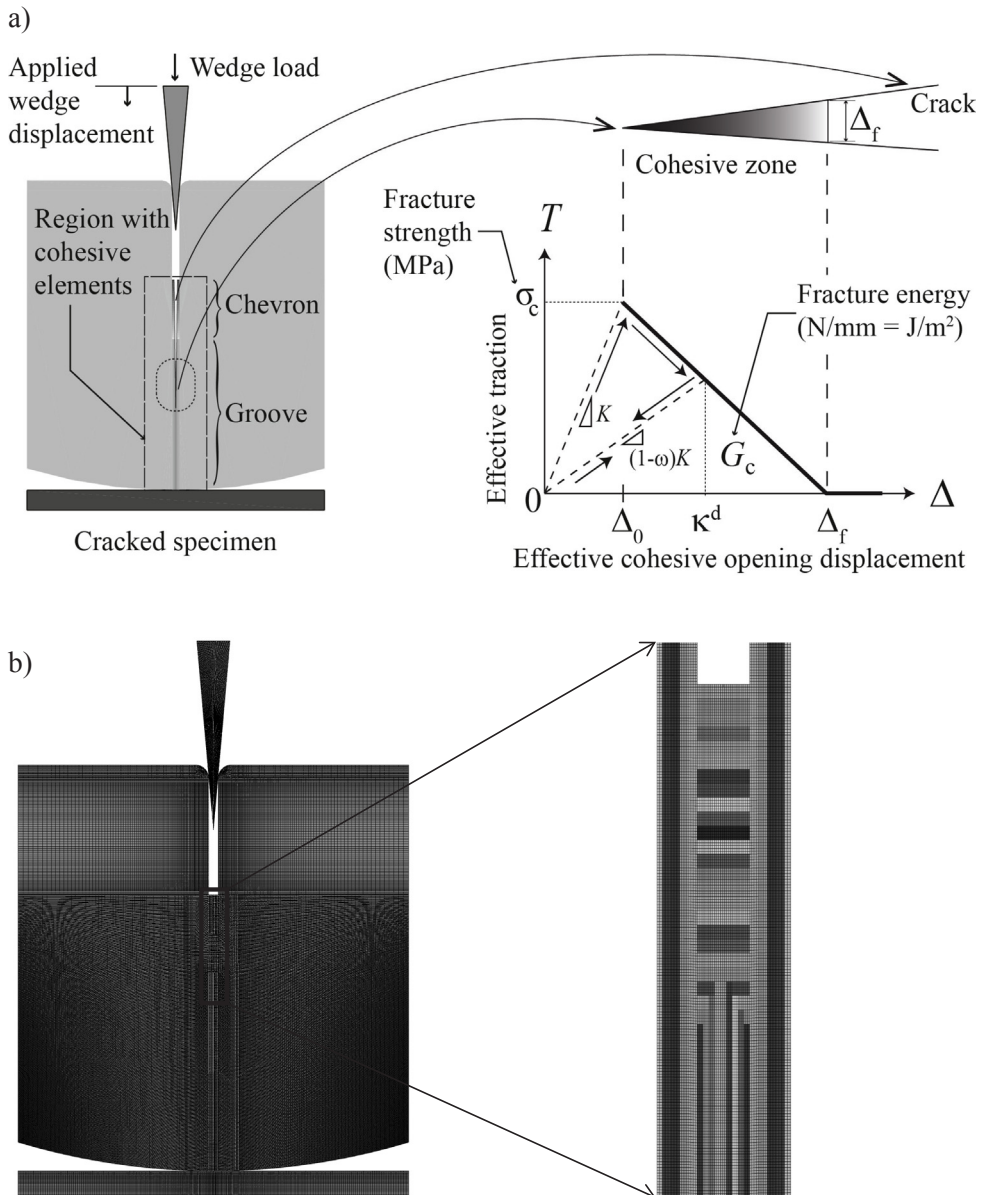 a)
Applied
wedge
displacement
Wedge load
Region with
cohesive
elements
Chevron
Groove
Cracked specimen
Crack
Δf
Cohesive zone
Fracture
strength
(MPa)
T
σc
Fracture energy
(N/mm = J/m²)
Effective traction
K
(1-ω)K
Gc
0
Δ
Δ0
κd
Δf
Effective cohesive opening displacement
b)